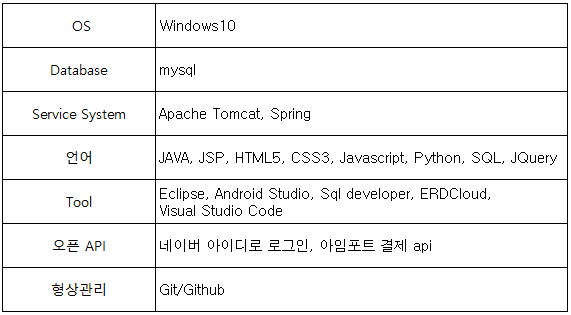 OS Windows10
Database mysql
Service System Apache Tomcat, Spring
언어 JAVA, JSP, HTML5, CSS3, Javascript, Python, SQL, JQuery
Tool Eclipse, Android Studio, Sql developer, ERDCloud,
Visual Studio Code
오픈 API 네이버 아이디로 로그인, 아임포트 결제 api
형상관리 Git/Github